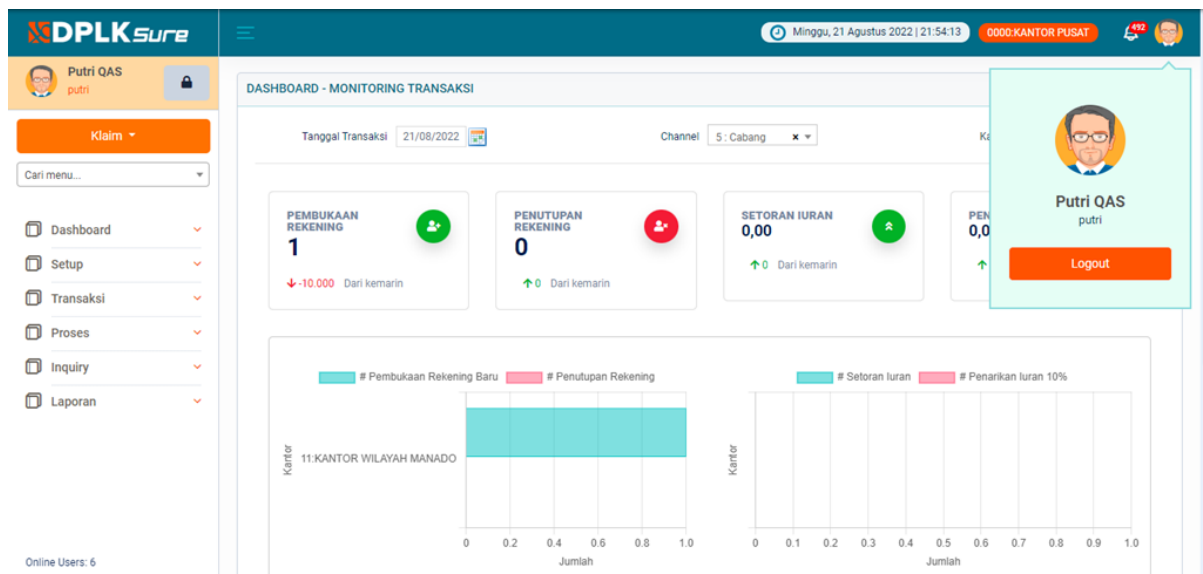 DPLK Sure
Minggu, 21 Agustus 2022 | 21:54:13
0000:KANTOR PUSAT
492
Putri QAS
putri
Klaim
Cari menu...
Dashboard
Setup
Transaksi
Proses
Inquiry
Laporan
Online Users: 6
DASHBOARD - MONITORING TRANSAKSI
Tanggal Transaksi 21/08/2022
Channel 5 : Cabang x
PEMBUKAAN
REKENING
1
-10.000 Dari kemarin
PENUTUPAN
REKENING
0
0 Dari kemarin
SETORAN IURAN
0,00
0 Dari kemarin
PEN
0,0
Putri QAS
putri
Logout
# Pembukaan Rekening Baru # Penutupan Rekening
Kantor
11:KANTOR WILAYAH MANADO
0 0.2 0.4 0.6 0.8 1.0
Jumlah
# Setoran Iuran # Penarikan Iuran 10%
Kantor
0 0.1 0.2 0.3 0.4 0.5 0.6 0.7 0.8 0.9 1.0
Jumlah